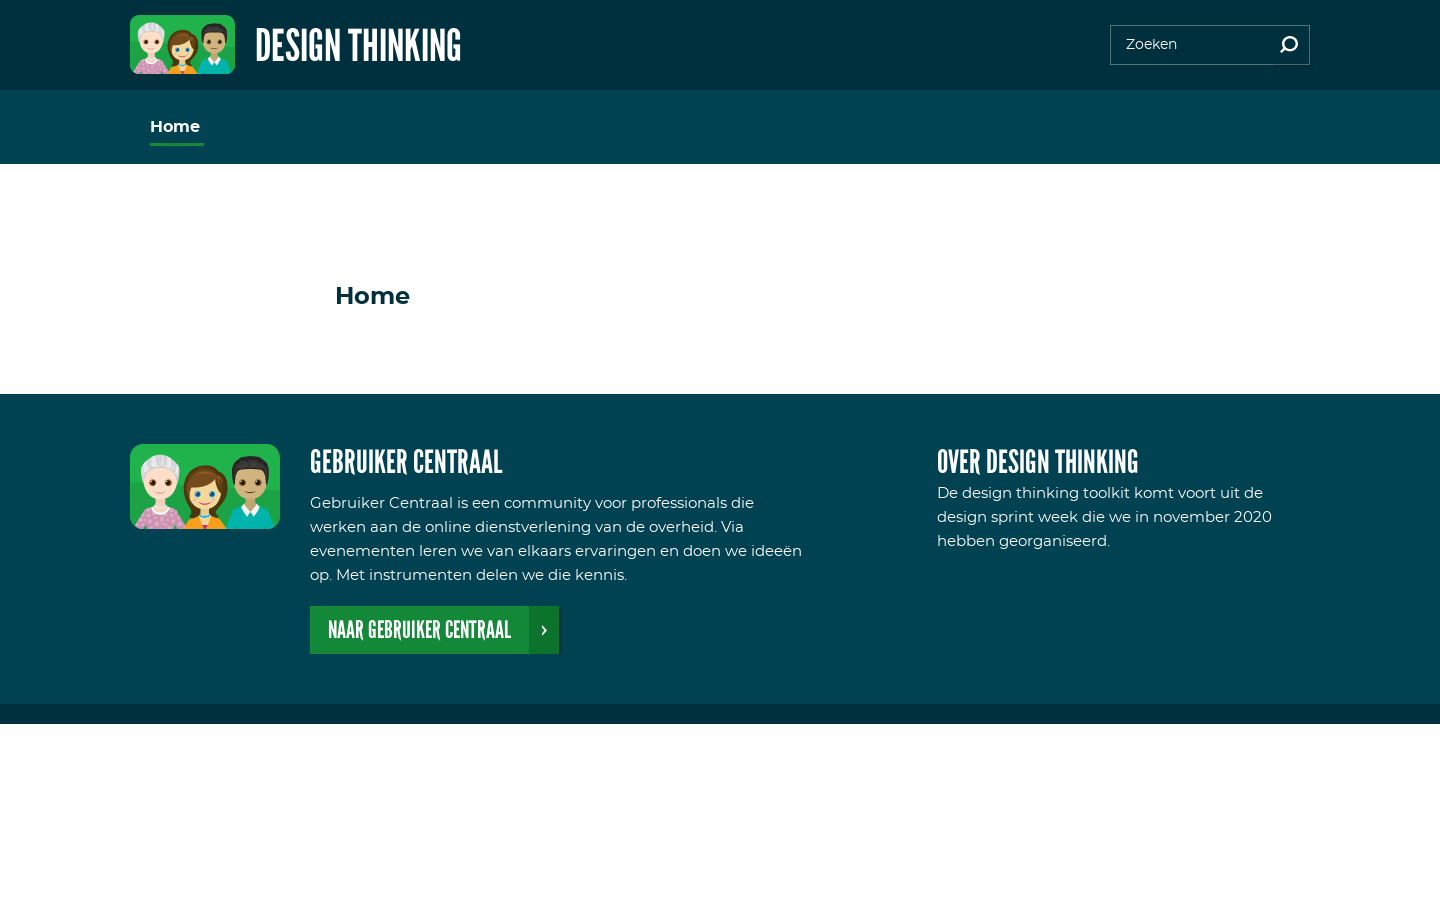 DESIGN THINKING
Zoeken
Home
Home
GEBRUIKER CENTRAAL
Gebruiker Centraal is een community voor professionals die
werken aan de online dienstverlening van de overheid. Via
evenementen leren we van elkaars ervaringen en doen we ideeën
op. Met instrumenten delen we die kennis.
NAAR GEBRUIKER CENTRAAL
OVER DESIGN THINKING
De design thinking toolkit komt voort uit de
design sprint week die we in november 2020
hebben georganiseerd.